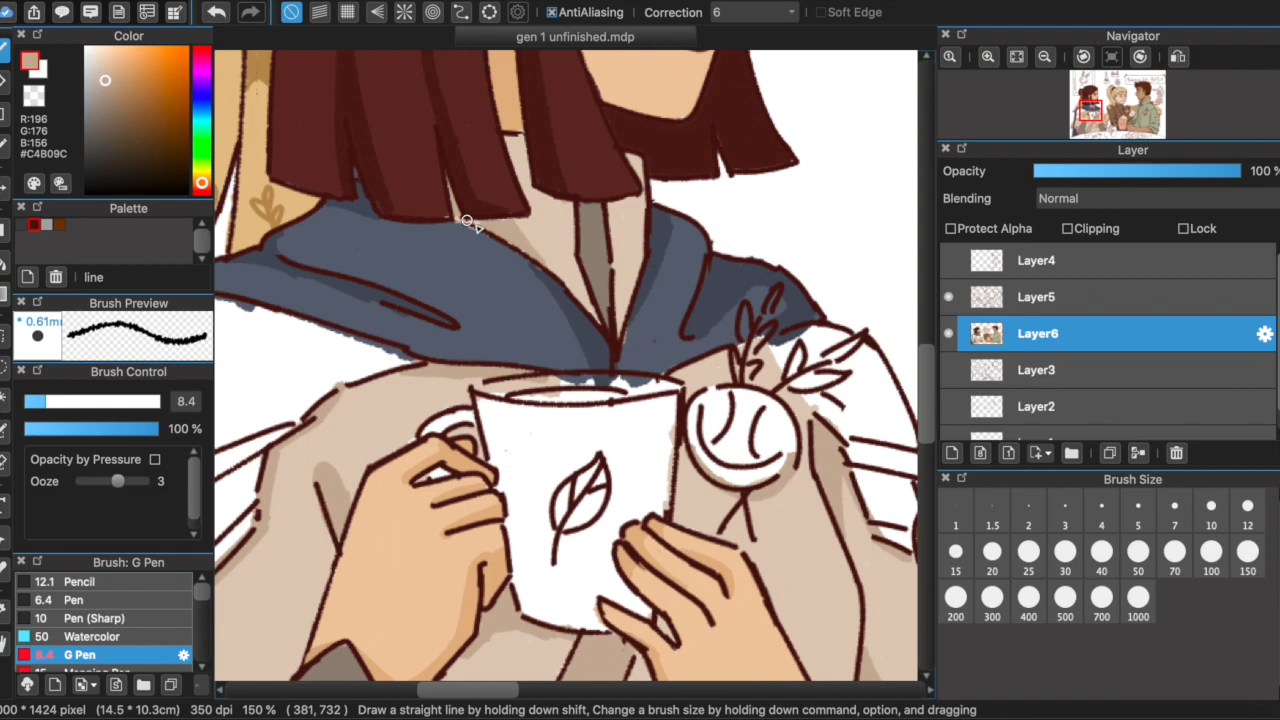 AntiAliasing Correction 6 Soft Edge
gen 1 unfinished.mdp
Color
R:196
G:176
B:156
#C4B09C
Palette
line
Brush Preview
* 0.61m
Brush Control
8.4
100 %
Opacity by Pressure
Ooze 3
Brush: G Pen
12.1 Pencil
6.4 Pen
10 Pen (Sharp)
50 Watercolor
8.4 G Pen
Navigator
Layer
Opacity 100 %
Blending Normal
Protect Alpha Clipping Lock
Layer4
Layer5
Layer6
Layer3
Layer2
Brush Size
1 1.5 2 3 4 5 7 10 12
15 20 25 30 40 50 70 100 150
200 300 400 500 700 1000
000 * 1424 pixel (14.5 * 10.3cm) 350 dpi 150 % ( 381, 732 ) Draw a straight line by holding down shift, Change a brush size by holding down command, option, and dragging